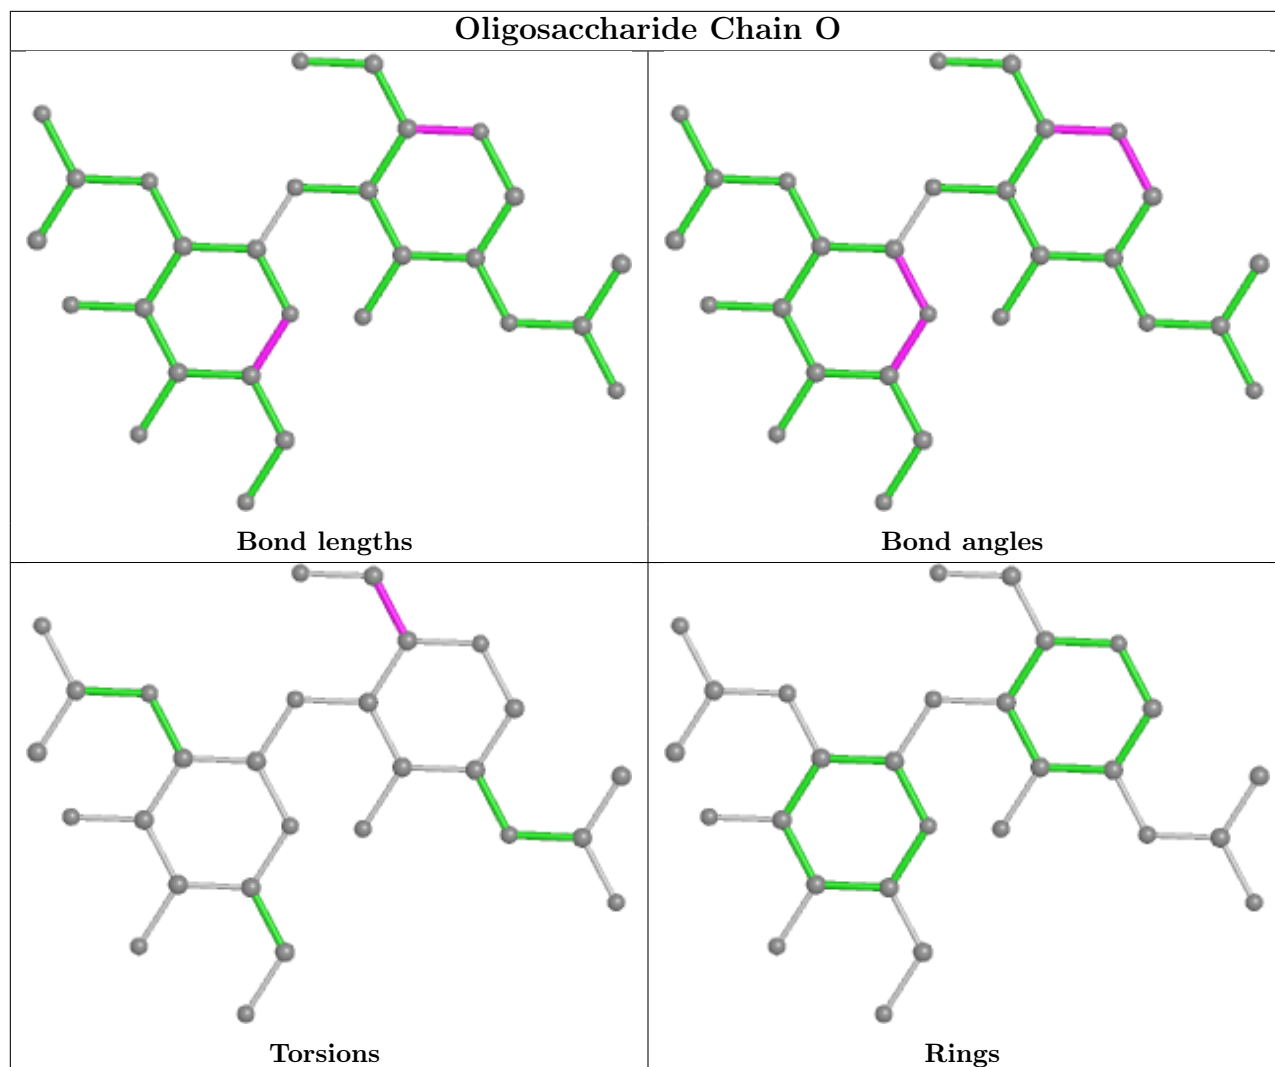 Oligosaccharide Chain O
Bond lengths
Bond angles
Torsions
Rings